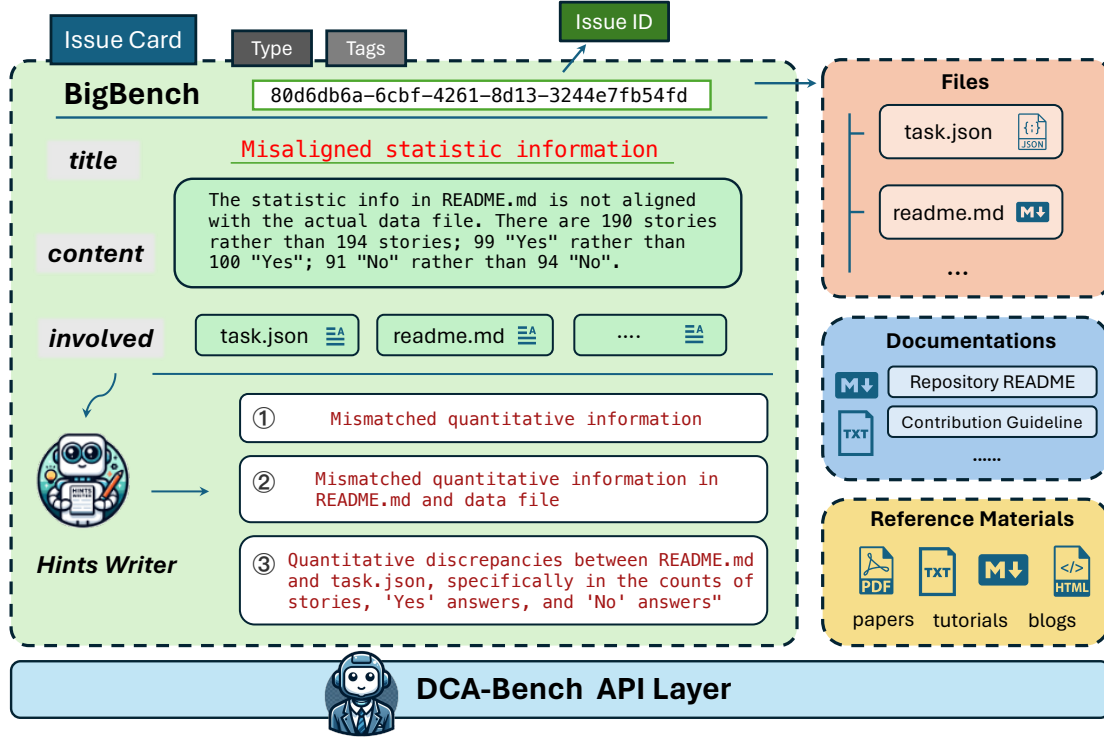 Issue ID
Issue Card
Type
Tags
BigBench
80d6db6a-6cbf-4261-8d13-3244e7fb54fd
title
Misaligned statistic information
content
The statistic info in README.md is not aligned
with the actual data file. There are 190 stories
rather than 194 stories; 99 "Yes" rather than
100 "Yes"; 91 "No" rather than 94 "No".
involved
task.json
readme.md
....
① Mismatched quantitative information
② Mismatched quantitative information in
README.md and data file
③ Quantitative discrepancies between README.md
and task.json, specifically in the counts of
stories, 'Yes' answers, and 'No' answers"
HINTS
WRITER
Hints Writer
Files
task.json
{:}
JSON
readme.md
M
...
Documentations
M
Repository README
TXT
Contribution Guideline
......
Reference Materials
PDF
TXT
M
</>
HTML
papers tutorials blogs
DCA-Bench API Layer